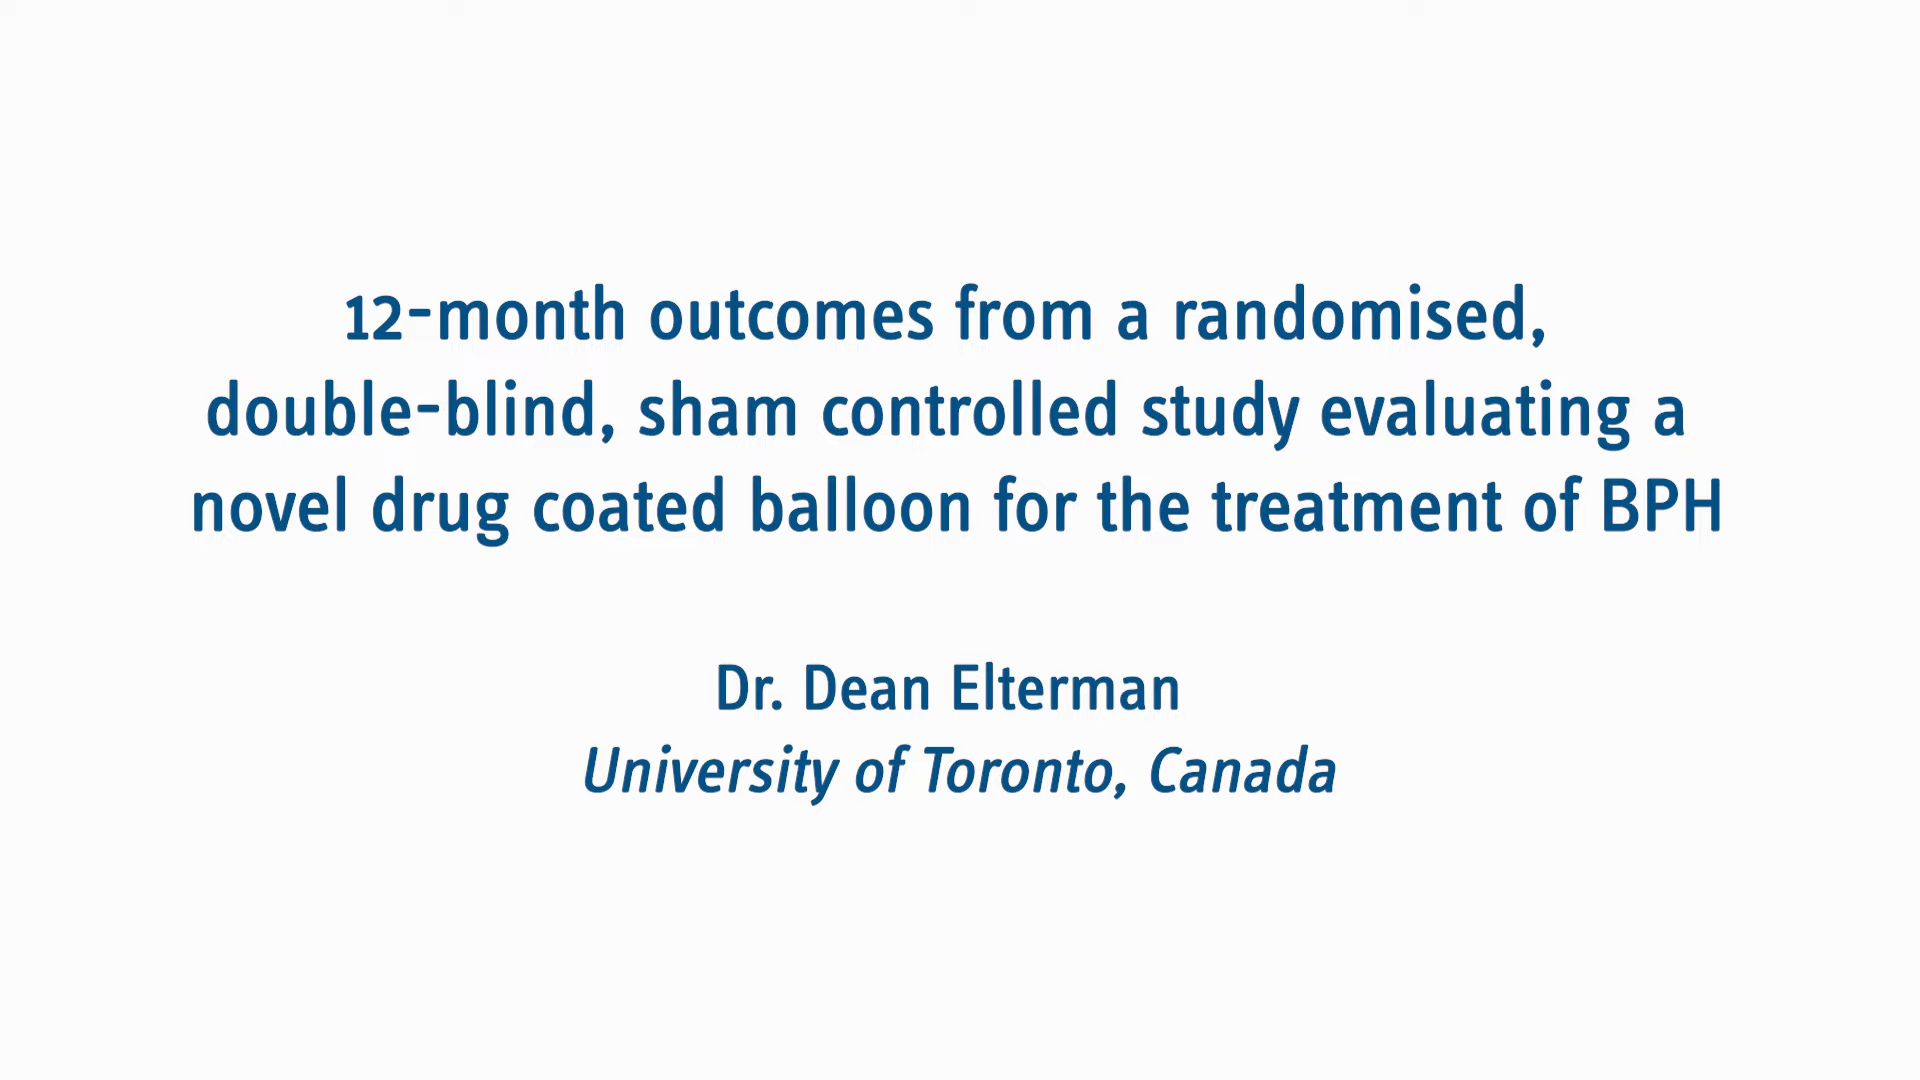 12-month outcomes from a randomised,
double-blind, sham controlled study evaluating a
novel drug coated balloon for the treatment of BPH
Dr. Dean Elterman
University of Toronto, Canada